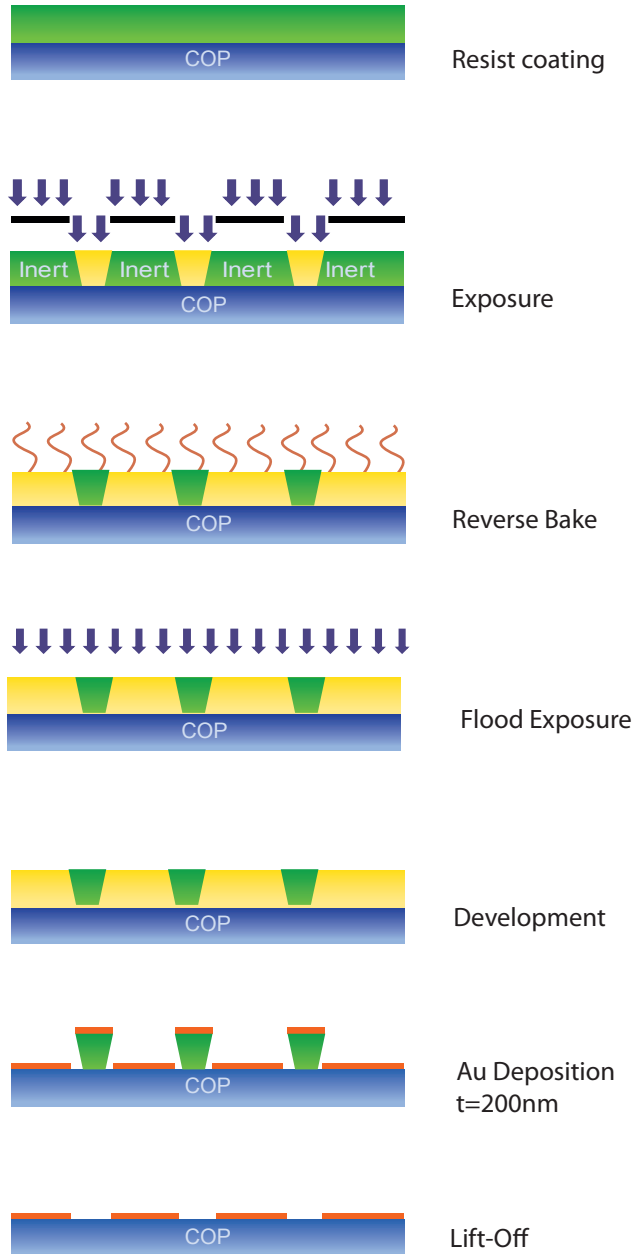 COP
Resist coating
Inert Inert Inert Inert
COP
Exposure
COP
Reverse Bake
COP
Flood Exposure
COP
Development
COP
Au Deposition
t=200nm
COP
Lift-Off